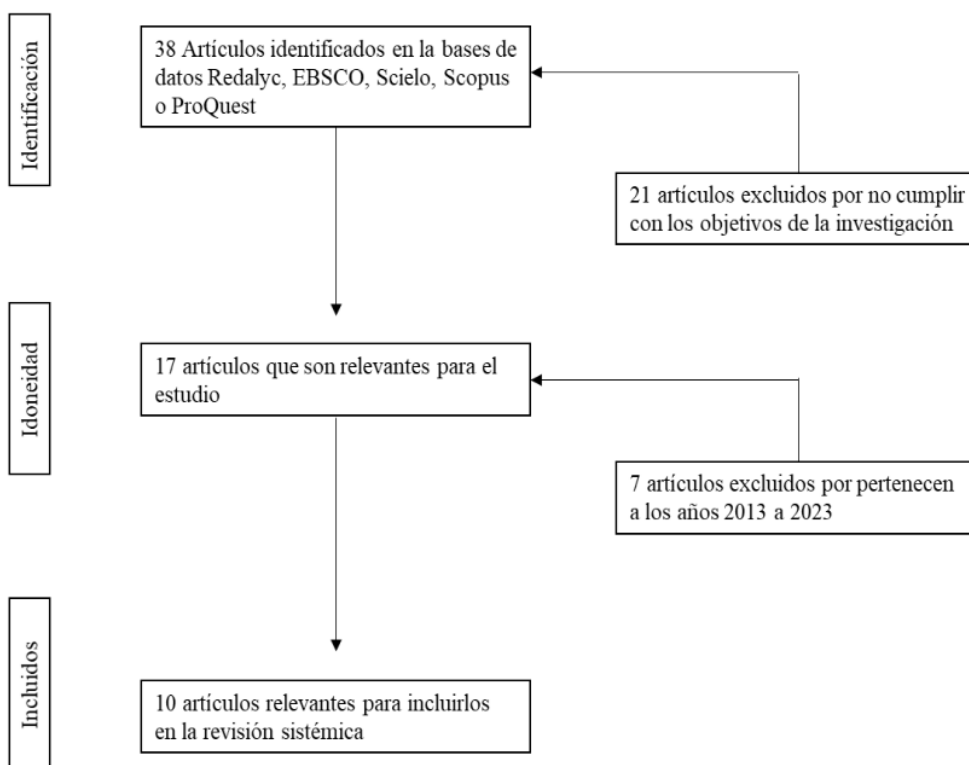 Identificación
38 Artículos identificados en la bases de
datos Redalyc, EBSCO, Scielo, Scopus
o ProQuest
21 artículos excluidos por no cumplir
con los objetivos de la investigación
Idoneidad
17 artículos que son relevantes para el
estudio
7 artículos excluidos por pertenecen
a los años 2013 a 2023
Incluidos
10 artículos relevantes para incluirlos
en la revisión sistémica